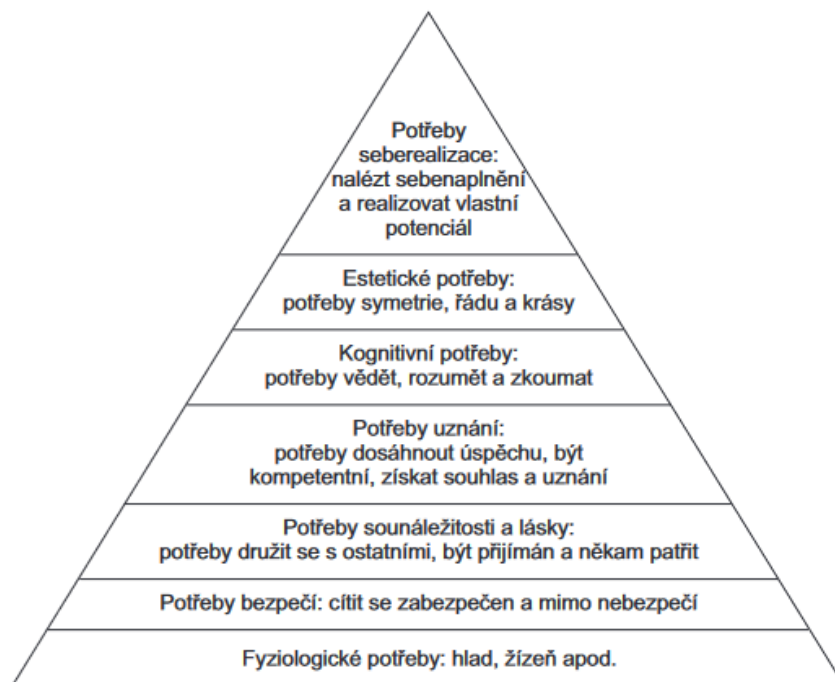 Potřeby
seberealizace:
nalézt sebenaplnění
a realizovat vlastní
potenciál
Estetické potřeby:
potřeby symetrie, řádu a krásy
Kognitivní potřeby:
potřeby vědět, rozumět a zkoumat
Potřeby uznání:
potřeby dosáhnout úspěchu, být
kompetentní, získat souhlas a uznání
Potřeby sounáležitosti a lásky:
potřeby družit se s ostatními, být přijímán a někam patřit
Potřeby bezpečí: cítit se zabezpečen a mimo nebezpečí
Fyziologické potřeby: hlad, žízeň apod.